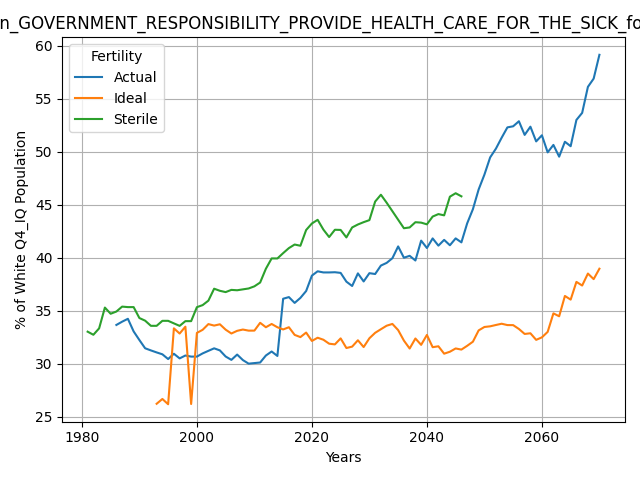 n_GOVERNMENT_RESPONSIBILITY_PROVIDE_HEALTH_CARE_FOR_THE_SICK_fo
Fertility
Actual
Ideal
Sterile
% of White Q4_IQ Population
60
55
50
45
40
35
30
25
1980
2000
2020
2040
2060
Years